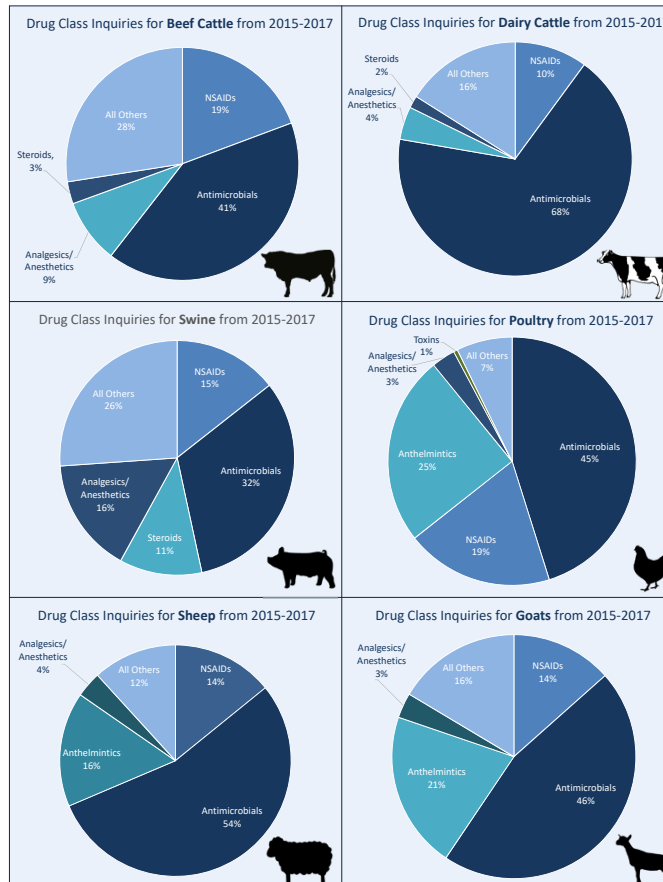 Drug Class Inquiries for Beef Cattle from 2015-2017
NSAIDs
19%
Antimicrobials
41%
Analgesics/
Anesthetics
9%
Steroids,
3%
All Others
28%
Drug Class Inquiries for Dairy Cattle from 2015-201
NSAIDs
10%
Antimicrobials
68%
Analgesics/
Anesthetics
4%
Steroids
2%
All Others
16%
Drug Class Inquiries for Swine from 2015-2017
NSAIDs
15%
Antimicrobials
32%
Steroids
11%
Analgesics/
Anesthetics
16%
All Others
26%
Drug Class Inquiries for Poultry from 2015-2017
Antimicrobials
45%
NSAIDs
19%
Anthelmintics
25%
Analgesics/
Anesthetics
3%
Toxins
1%
All Others
7%
Drug Class Inquiries for Sheep from 2015-2017
NSAIDs
14%
Antimicrobials
54%
Anthelmintics
16%
Analgesics/
Anesthetics
4%
All Others
12%
Drug Class Inquiries for Goats from 2015-2017
NSAIDs
14%
Antimicrobials
46%
Anthelmintics
21%
Analgesics/
Anesthetics
3%
All Others
16%